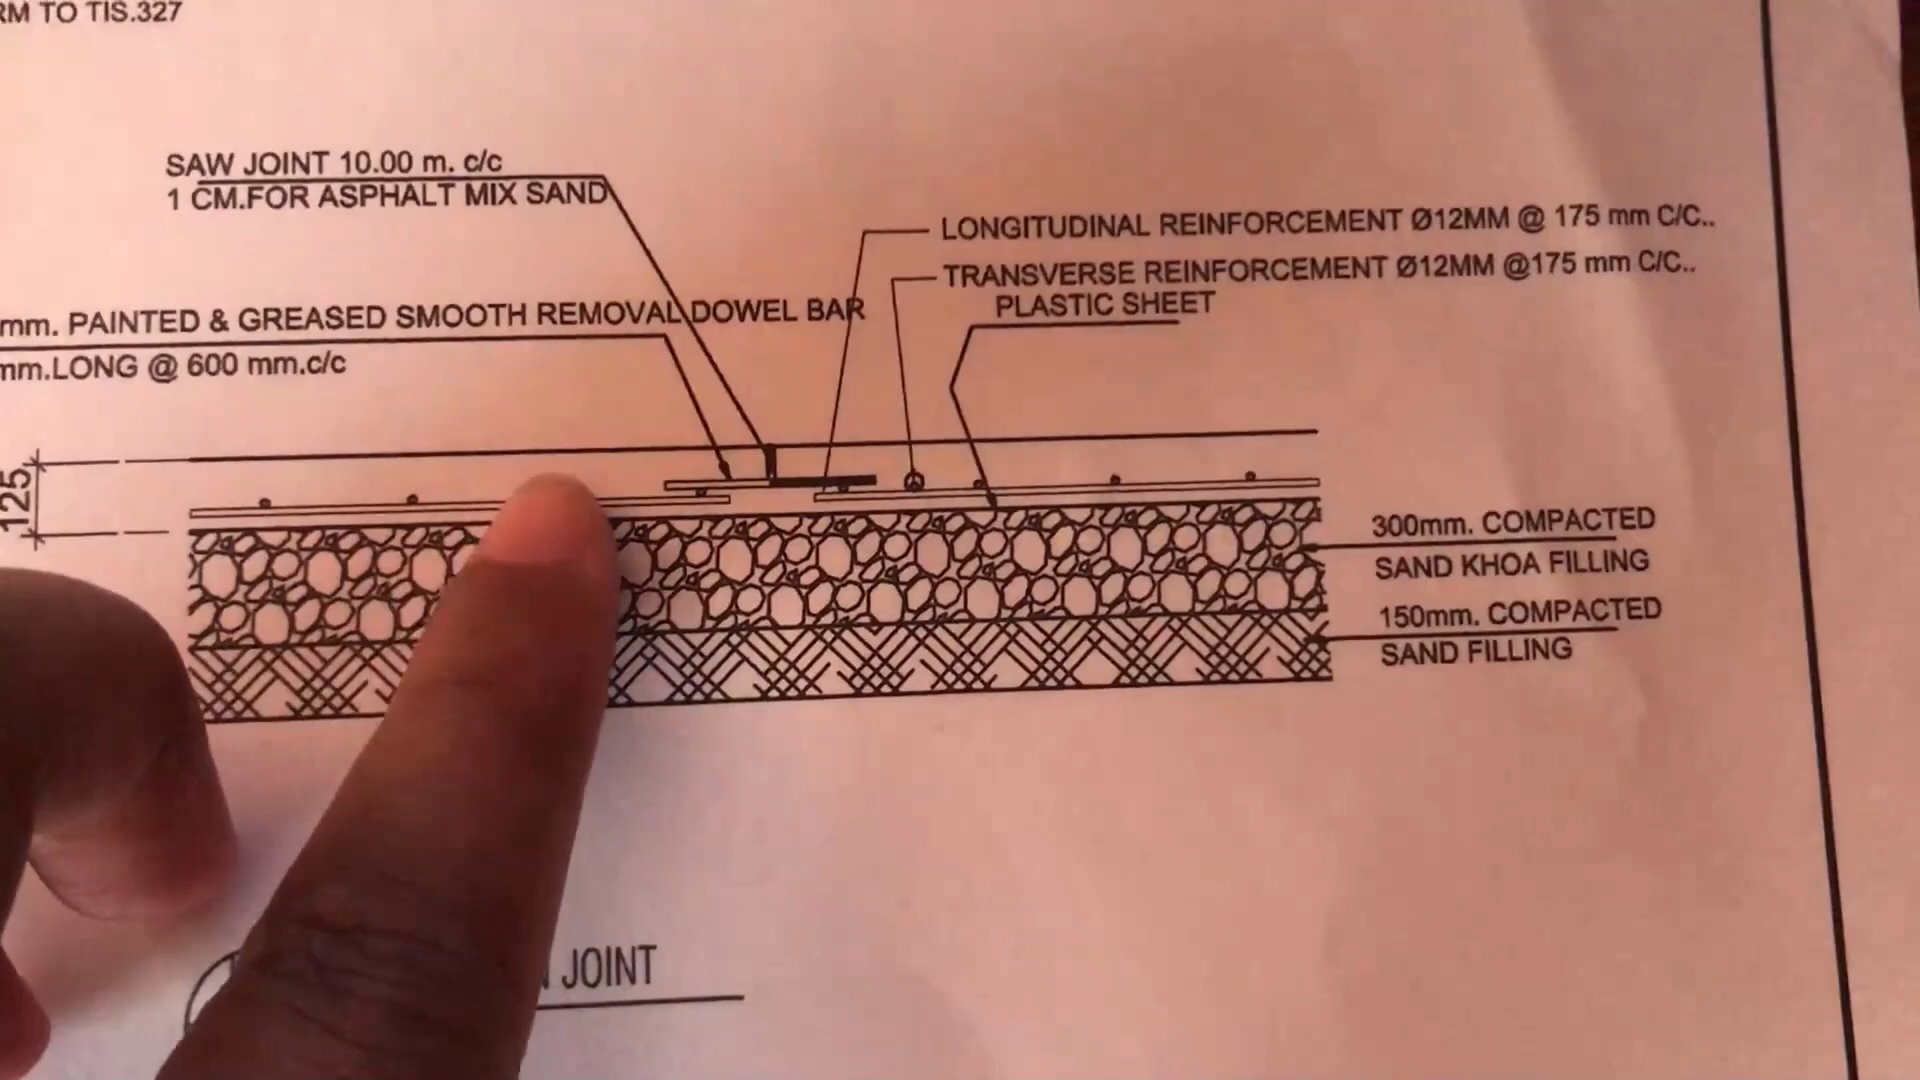 TO TIS.327
SAW JOINT 10.00 m. c/c
1 CM.FOR ASPHALT MIX SAND
LONGITUDINAL REINFORCEMENT Ø12MM @ 175 mm C/C..
TRANSVERSE REINFORCEMENT Ø12MM @175 mm C/C..
PLASTIC SHEET
mm. PAINTED & GREASED SMOOTH REMOVAL DOWEL BAR
mm.LONG @ 600 mm.c/c
125
300mm. COMPACTED
SAND KHOA FILLING
150mm. COMPACTED
SAND FILLING
JOINT